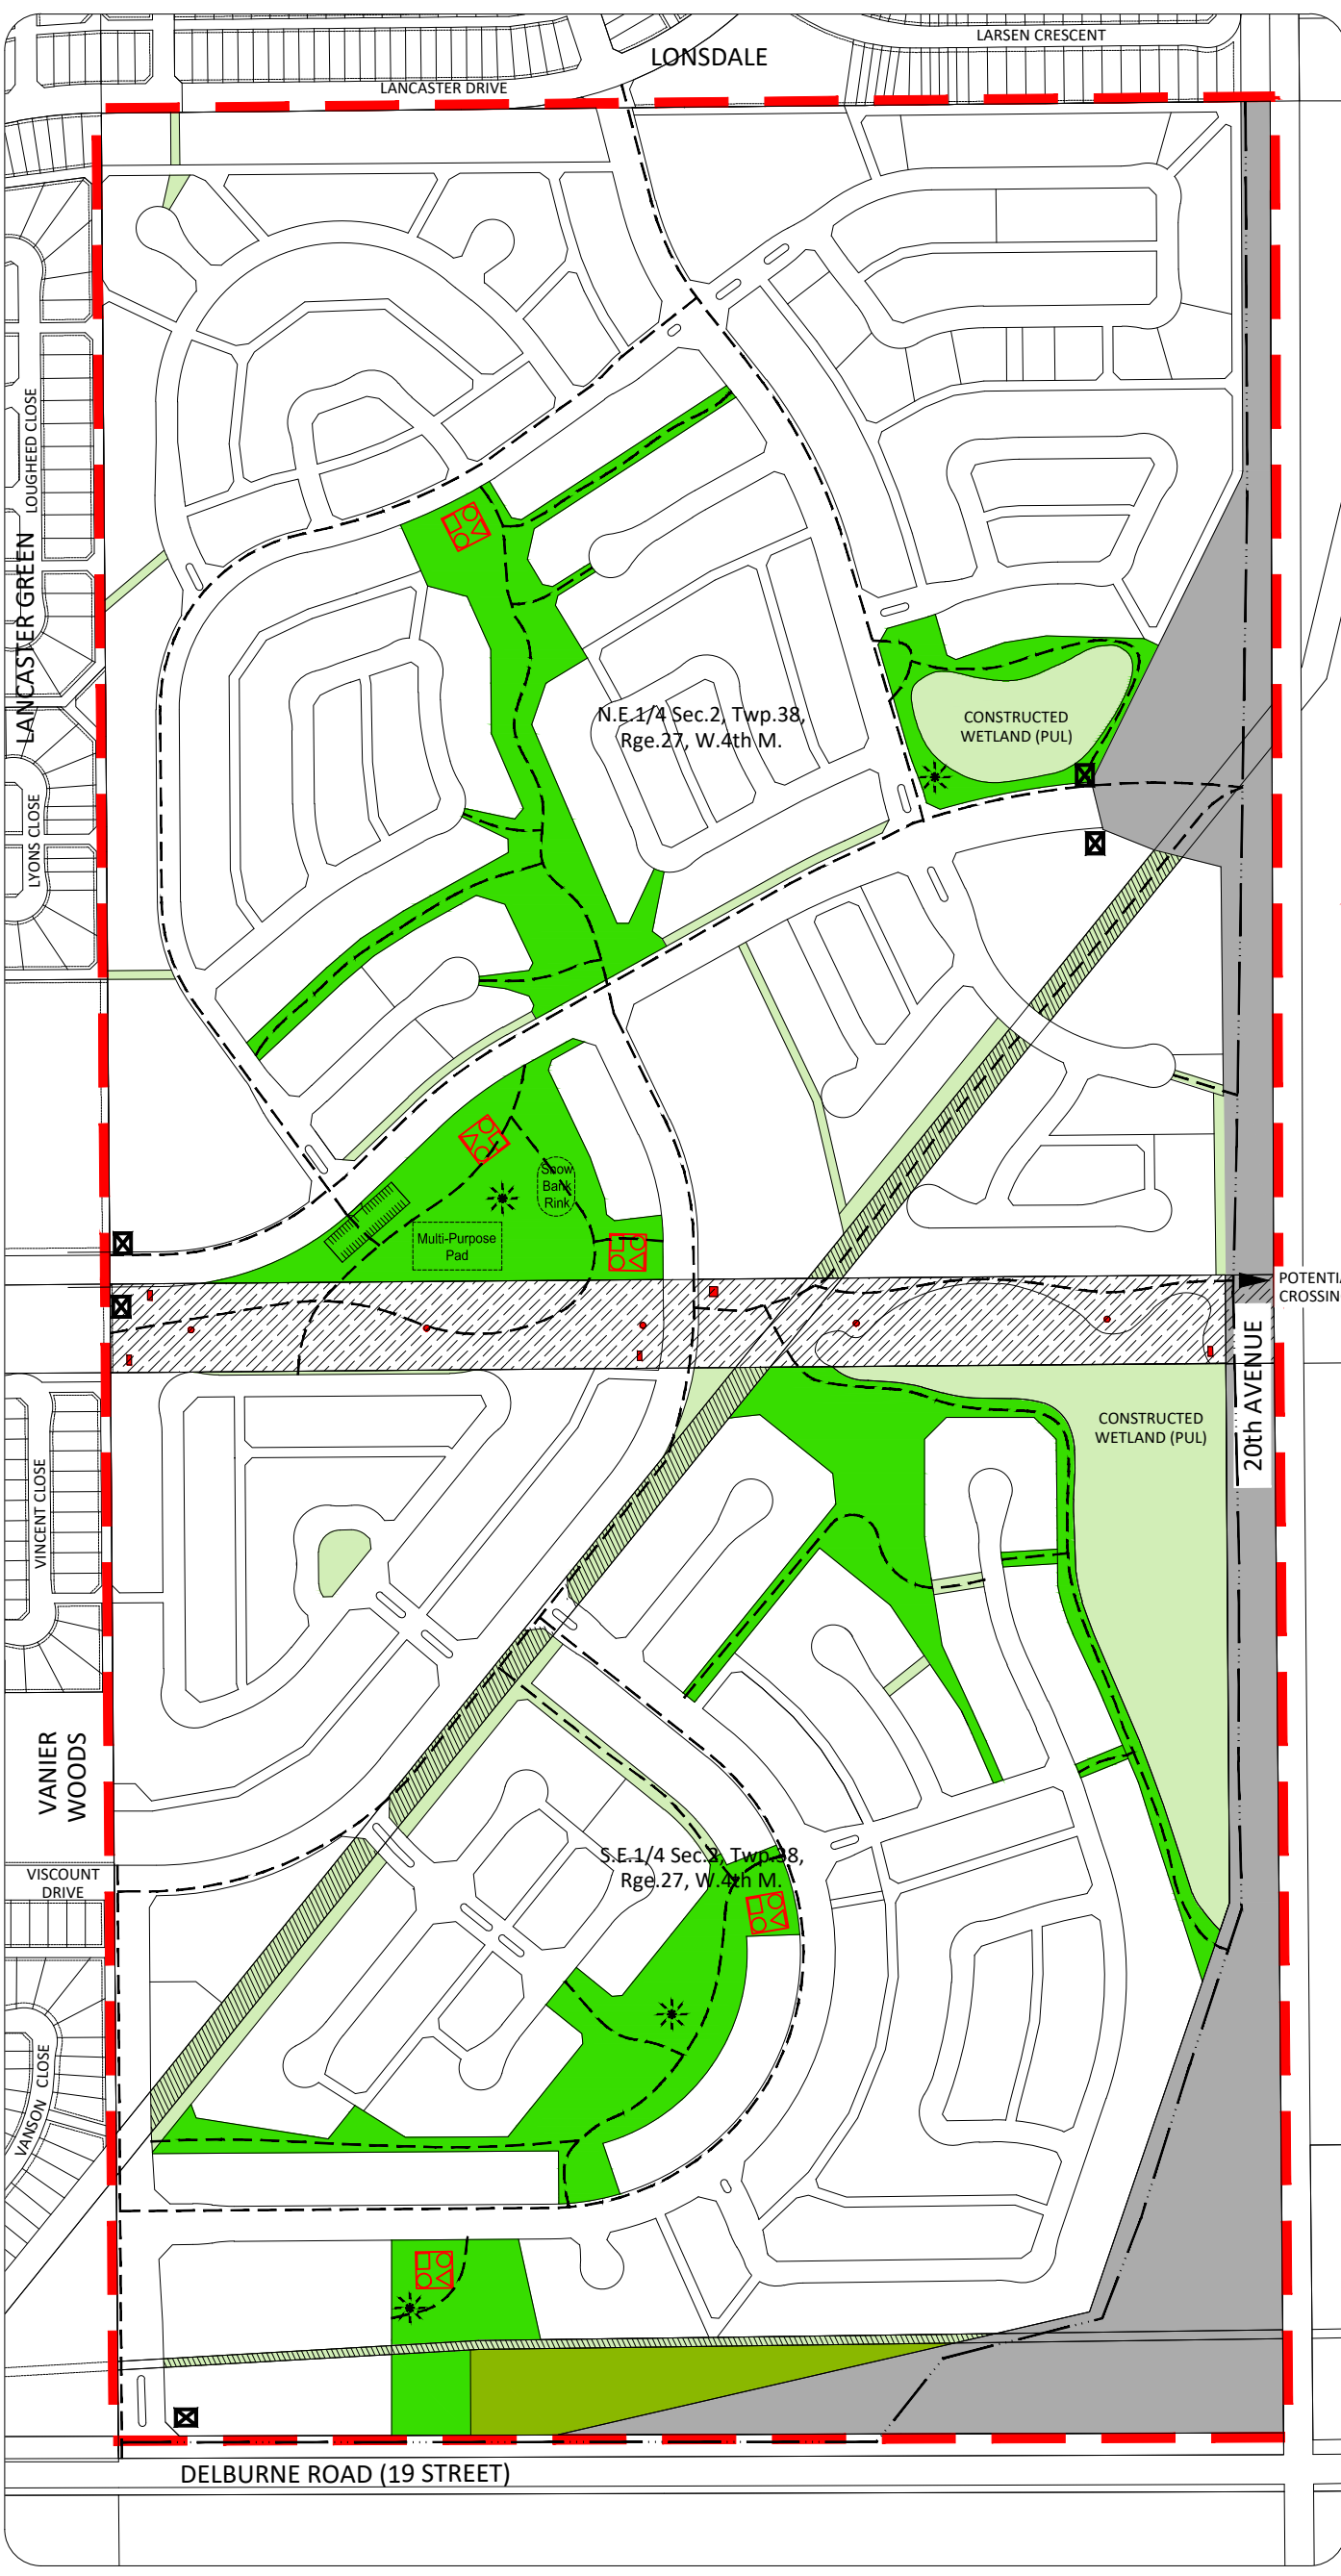 LARSEN CRESCENT
LONSDALE
LANCASTER DRIVE
LOUGHEED CLOSE
LANCASTER GREEN
N.E.1/4 Sec.2, Twp.38,
Rge.27, W.4th M.
CONSTRUCTED
WETLAND (PUL)
LYONS CLOSE
Snow
Bank
Rink
Multi-Purpose
Pad
POTENTIA
CROSSIN
20th AVENUE
CONSTRUCTED
WETLAND (PUL)
VINCENT CLOSE
VANIER
WOODS
S.E.1/4 Sec.2, Twp.38,
Rge.27, W.4th M.
VISCOUNT
DRIVE
VANSON CLOSE
DELBURNE ROAD (19 STREET)